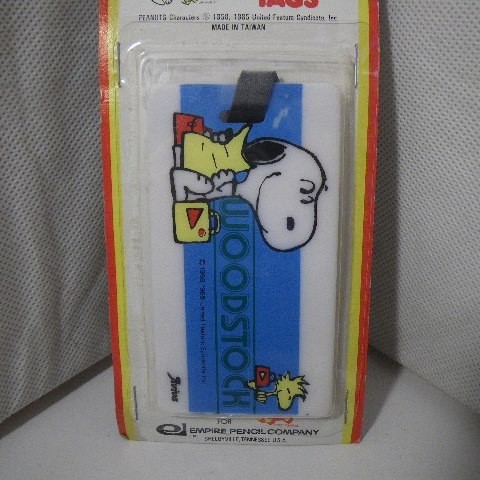 TAGS
PEANUTS Characters © 1958, 1965 United Feature Syndicate, Inc.
MADE IN TAIWAN
WOODSTOCK
Aviva
FOR
EMPIRE PENCIL COMPANY
SHELBYVILLE, TENNESSEE U.S.A.